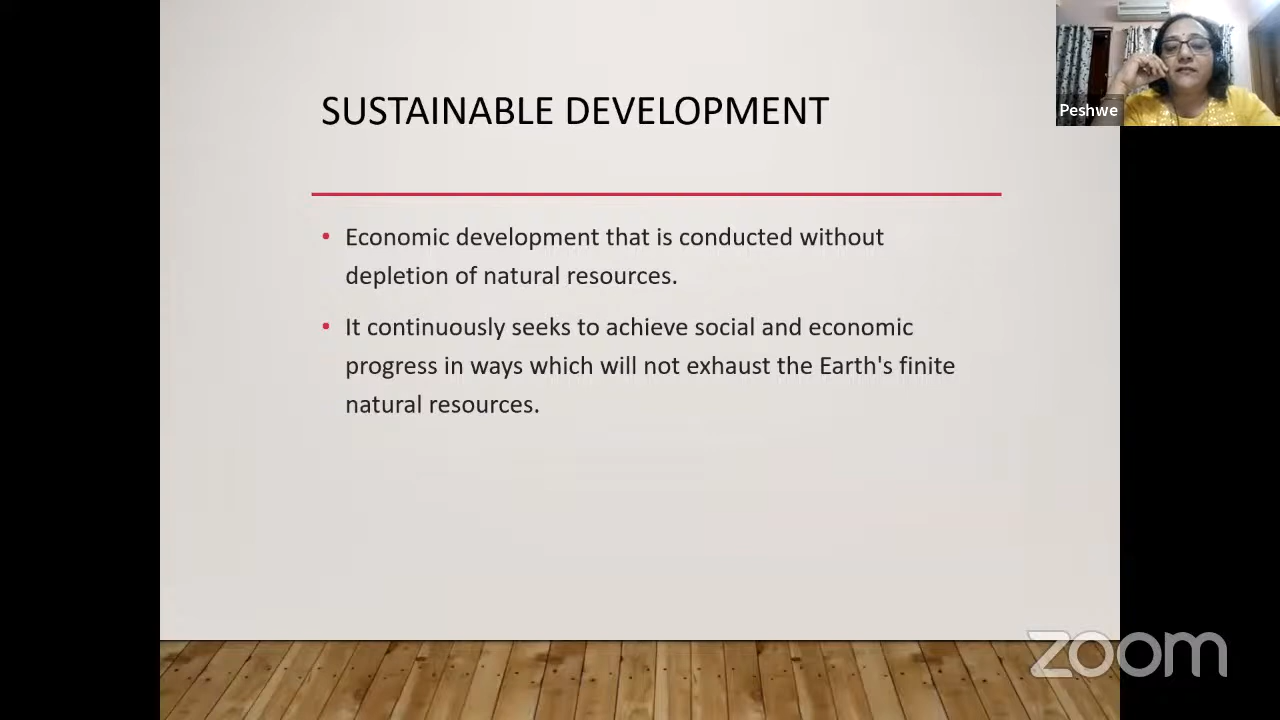 SUSTAINABLE DEVELOPMENT
Peshwe
• Economic development that is conducted without
depletion of natural resources.
• It continuously seeks to achieve social and economic
progress in ways which will not exhaust the Earth's finite
natural resources.
zoom